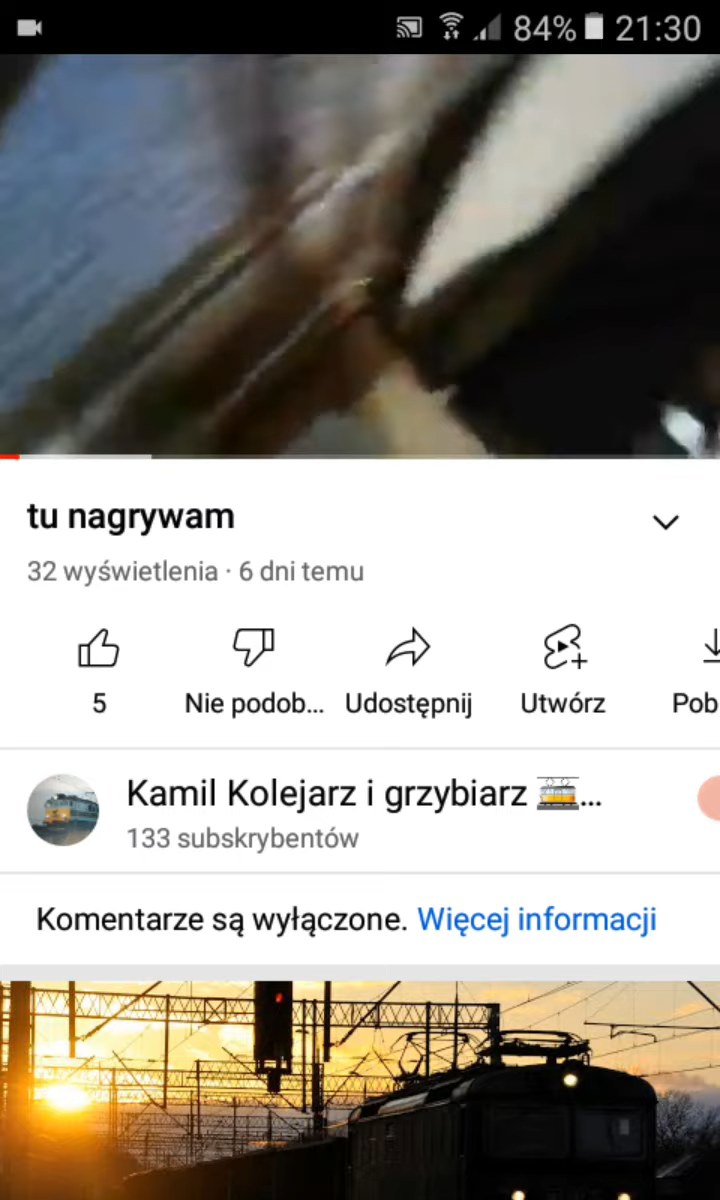 84% 21:30
tu nagrywam
32 wyświetlenia · 6 dni temu
5 Nie podob... Udostępnij Utwórz Pob
Kamil Kolejarz i grzybiarz 🚋...
133 subskrybentów
Komentarze są wyłączone. Więcej informacji